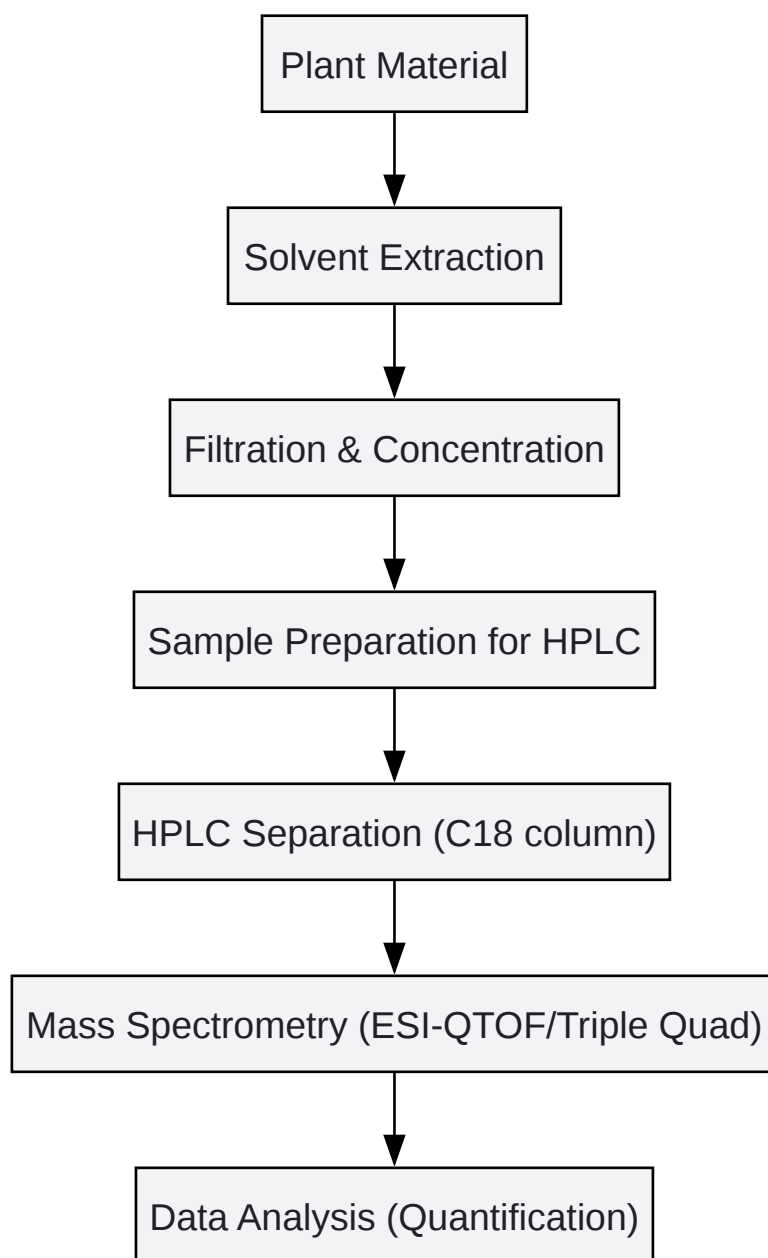 Plant Material
Solvent Extraction
Filtration & Concentration
Sample Preparation for HPLC
HPLC Separation (C18 column)
Mass Spectrometry (ESI-QTOF/Triple Quad)
Data Analysis (Quantification)